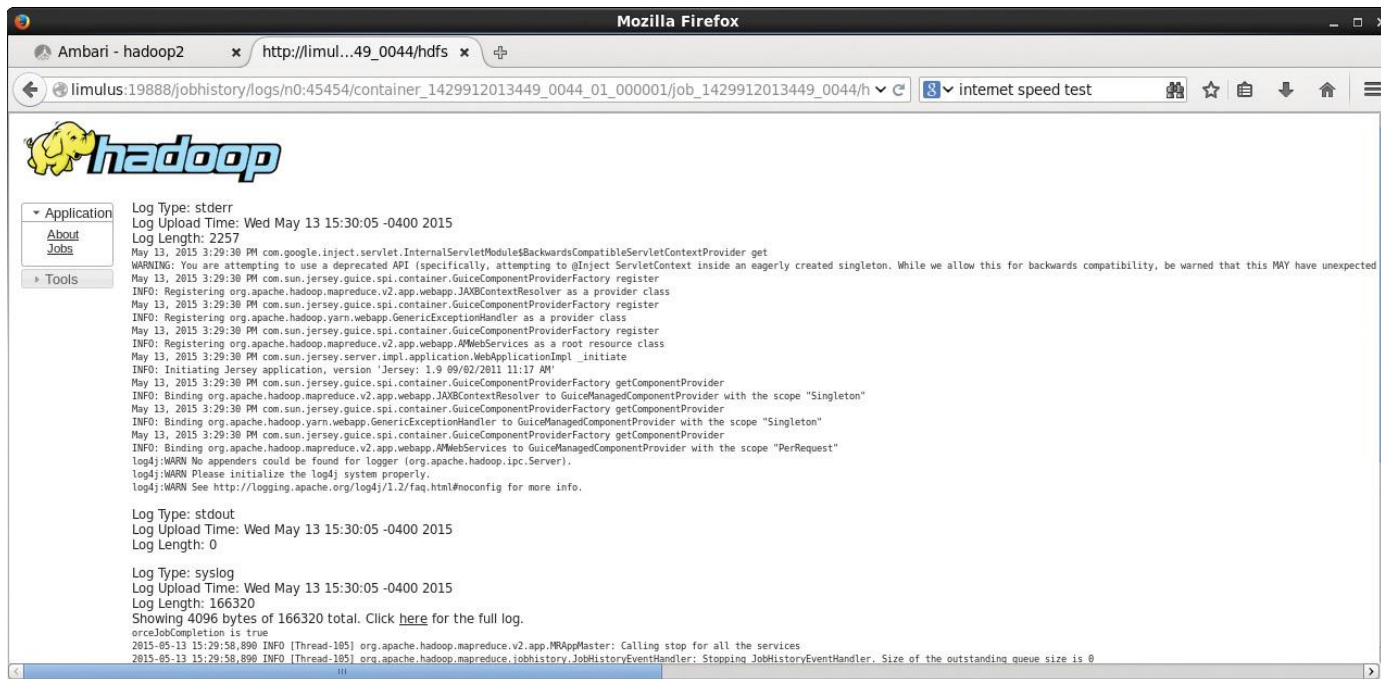 Mozilla Firefox
Ambari - hadoop2
http://limul...49_0044/hdfs
limulus:19888/jobhistory/logs/n0:45454/container_1429912013449_0044_01_000001/job_1429912013449_0044/h
8
internet speed test
hadoop
Application
About
Jobs
Tools
Log Type: stderr
Log Upload Time: Wed May 13 15:30:05 -0400 2015
Log Length: 2257
May 13, 2015 3:29:30 PM com.google.inject.servlet.InternalServletModule$BackwardsCompatibleServletContextProvider get
WARNING: You are attempting to use a deprecated API (specifically, attempting to @Inject ServletContext inside an eagerly created singleton. While we allow this for backwards compatibility, be warned that this MAY have unexpected
May 13, 2015 3:29:30 PM com.sun.jersey.guice.spi.container.GuiceComponentProviderFactory register
INFO: Registering org.apache.hadoop.mapreduce.v2.app.webapp.JAXBContextResolver as a provider class
May 13, 2015 3:29:30 PM com.sun.jersey.guice.spi.container.GuiceComponentProviderFactory register
INFO: Registering org.apache.hadoop.yarn.webapp.GenericExceptionHandler as a provider class
May 13, 2015 3:29:30 PM com.sun.jersey.guice.spi.container.GuiceComponentProviderFactory register
INFO: Registering org.apache.hadoop.mapreduce.v2.app.webapp.AMWebServices as a root resource class
May 13, 2015 3:29:30 PM com.sun.jersey.server.impl.application.WebApplicationImpl _initiate
INFO: Initiating Jersey application, version 'Jersey: 1.9 09/02/2011 11:17 AM'
May 13, 2015 3:29:30 PM com.sun.jersey.guice.spi.container.GuiceComponentProviderFactory getComponentProvider
INFO: Binding org.apache.hadoop.mapreduce.v2.app.webapp.JAXBContextResolver to GuiceManagedComponentProvider with the scope "Singleton"
May 13, 2015 3:29:30 PM com.sun.jersey.guice.spi.container.GuiceComponentProviderFactory getComponentProvider
INFO: Binding org.apache.hadoop.yarn.webapp.GenericExceptionHandler to GuiceManagedComponentProvider with the scope "Singleton"
May 13, 2015 3:29:30 PM com.sun.jersey.guice.spi.container.GuiceComponentProviderFactory getComponentProvider
INFO: Binding org.apache.hadoop.mapreduce.v2.app.webapp.AMWebServices to GuiceManagedComponentProvider with the scope "PerRequest"
log4j:WARN No appenders could be found for logger (org.apache.hadoop.ipc.Server).
log4j:WARN Please initialize the log4j system properly.
log4j:WARN See http://logging.apache.org/log4j/1.2/faq.html#noconfig for more info.
Log Type: stdout
Log Upload Time: Wed May 13 15:30:05 -0400 2015
Log Length: 0
Log Type: syslog
Log Upload Time: Wed May 13 15:30:05 -0400 2015
Log Length: 166320
Showing 4096 bytes of 166320 total. Click here for the full log.
orceJobCompletion is true
2015-05-13 15:29:58,890 INFO [Thread-105] org.apache.hadoop.mapreduce.v2.app.MRAppMaster: Calling stop for all the services
2015-05-13 15:29:58,890 INFO [Thread-105] org.apache.hadoop.mapreduce.jobhistory.JobHistoryEventHandler: Stopping JobHistoryEventHandler. Size of the outstanding queue size is 0